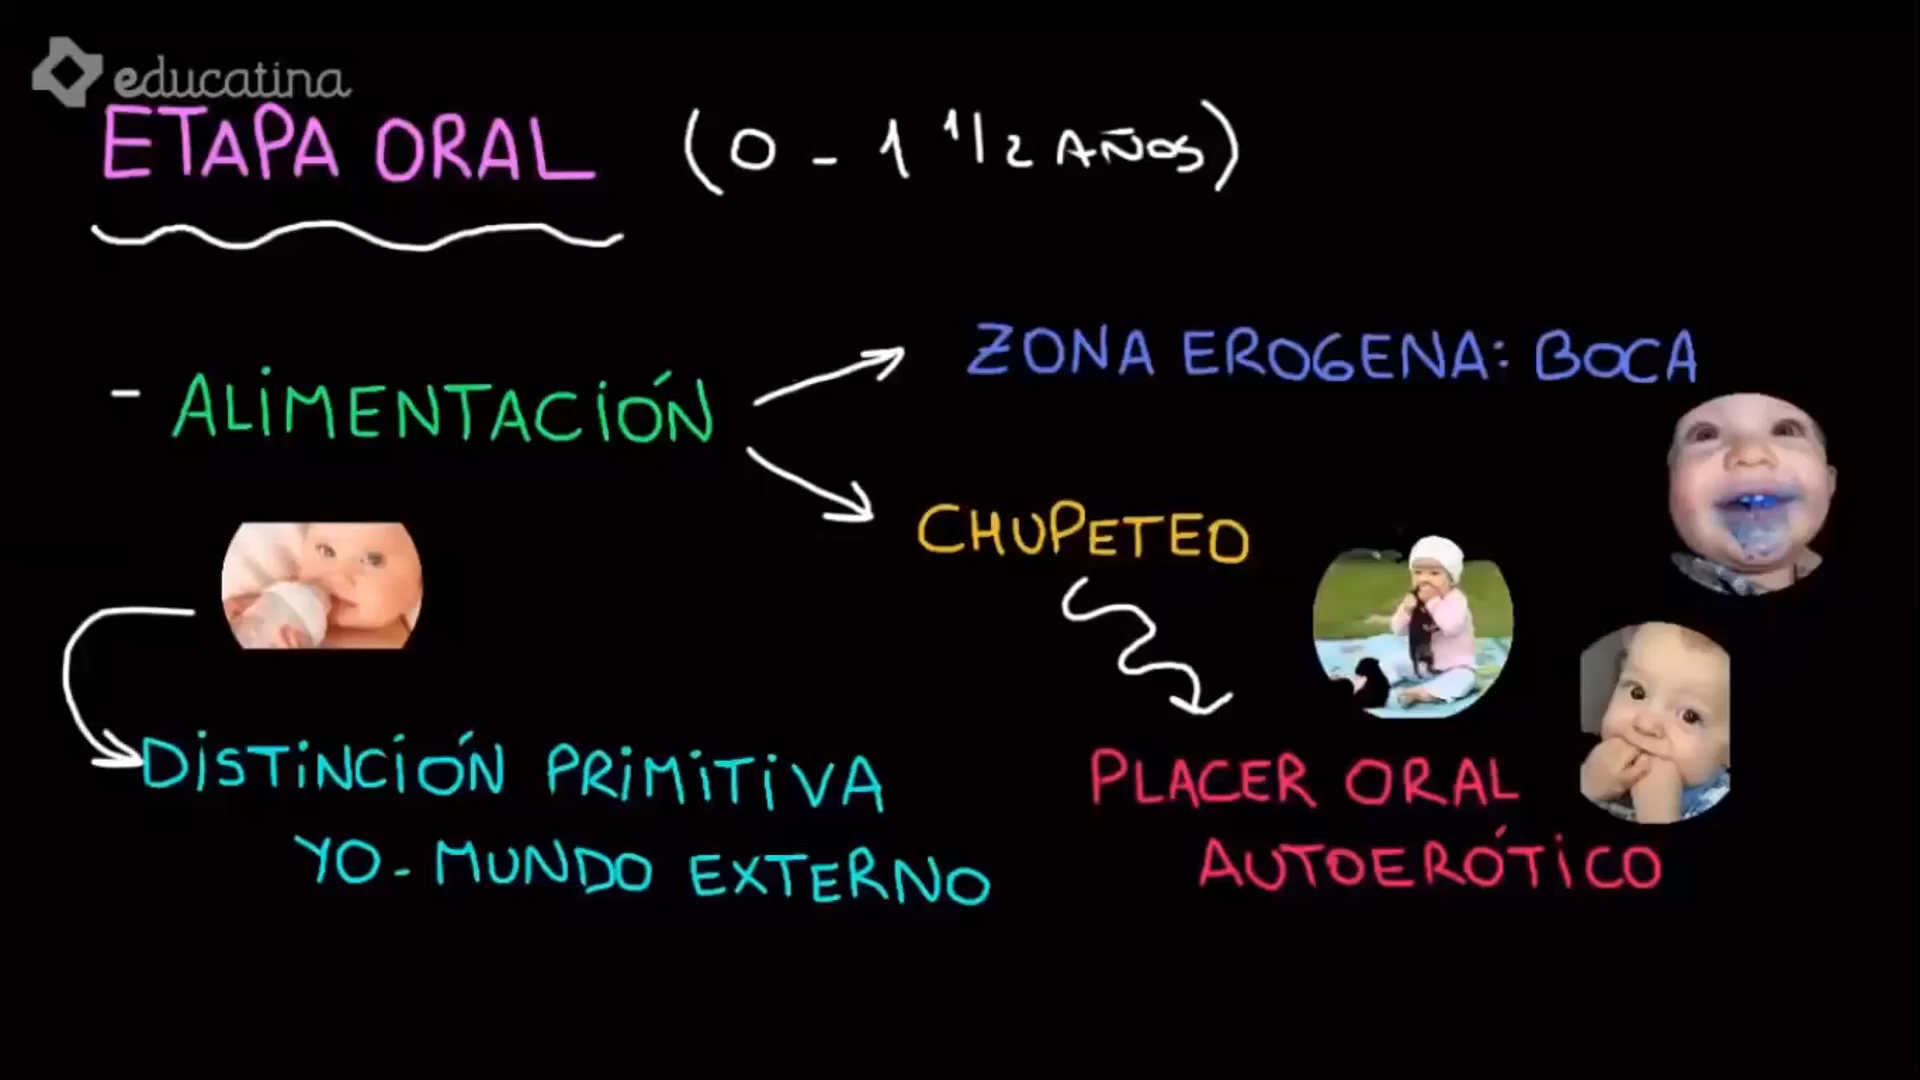 educatina
ETAPA ORAL (0 - 1 1/2 AÑOS)
ZONA EROGENA: BOCA
- ALIMENTACIÓN
CHUPETEO
DISTINCIÓN PRIMITIVA
YO - MUNDO EXTERNO
PLACER ORAL
AUTOERÓTICO